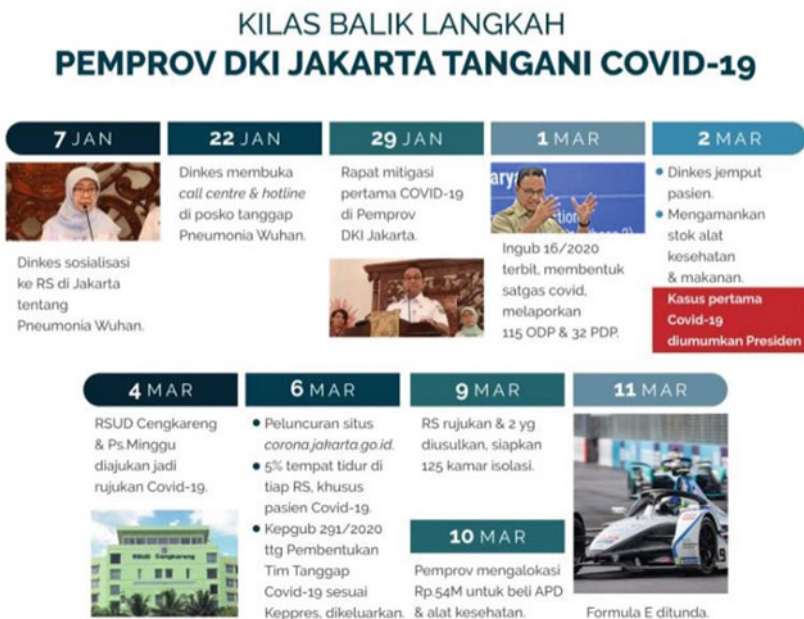 KILAS BALIK LANGKAH
PEMPROV DKI JAKARTA TANGANI COVID-19
7 JAN
Dinkes sosialisasi
ke RS di Jakarta
tentang
Pneumonia Wuhan.
22 JAN
Dinkes membuka
call centre & hotline
di posko tanggap
Pneumonia Wuhan.
29 JAN
Rapat mitigasi
pertama COVID-19
di Pemprov
DKI Jakarta.
1 MAR
Ingub 16/2020
terbit, membentuk
satgas covid,
melaporkan
115 ODP & 32 PDP.
2 MAR
• Dinkes jemput
pasien.
• Mengamankan
stok alat
kesehatan
& makanan.
Kasus pertama
Covid-19
diumumkan Presiden
4 MAR
RSUD Cengkareng
& Ps.Minggu
diajukan jadi
rujukan Covid-19.
RSUD Cengkareng
6 MAR
• Peluncuran situs
corona.jakarta.go.id.
• 5% tempat tidur di
tiap RS, khusus
pasien Covid-19.
• Kepgub 291/2020
ttg Pembentukan
Tim Tanggap
Covid-19 sesuai
Keppres, dikeluarkan.
9 MAR
RS rujukan & 2 yg
diusulkan, siapkan
125 kamar isolasi.
10 MAR
Pemprov mengalokasi
Rp.54M untuk beli APD
& alat kesehatan.
11 MAR
Formula E ditunda.